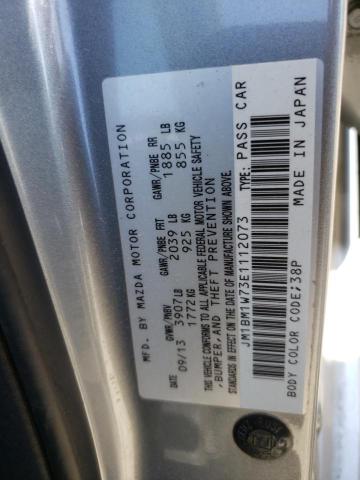 MFD. BY MAZDA MOTOR CORPORATION
GVWR/PNBV GAWR/PNBE FRT GAWR/PNBE RR
DATE
09/13 3907LB 2039 LB 1885 LB
1772KG 925 KG 855 KG
THIS VEHICLE CONFORMS TO ALL APPLICABLE FEDERAL MOTOR VEHICLE SAFETY
,BUMPER,AND THEFT PREVENTION
STANDARDS IN EFFECT ON THE DATE OF MANUFACTURE SHOWN ABOVE.
JM1BM1W73E1112073 TYPE: PASS CAR
BODY COLOR CODE:*38P MADE IN JAPAN